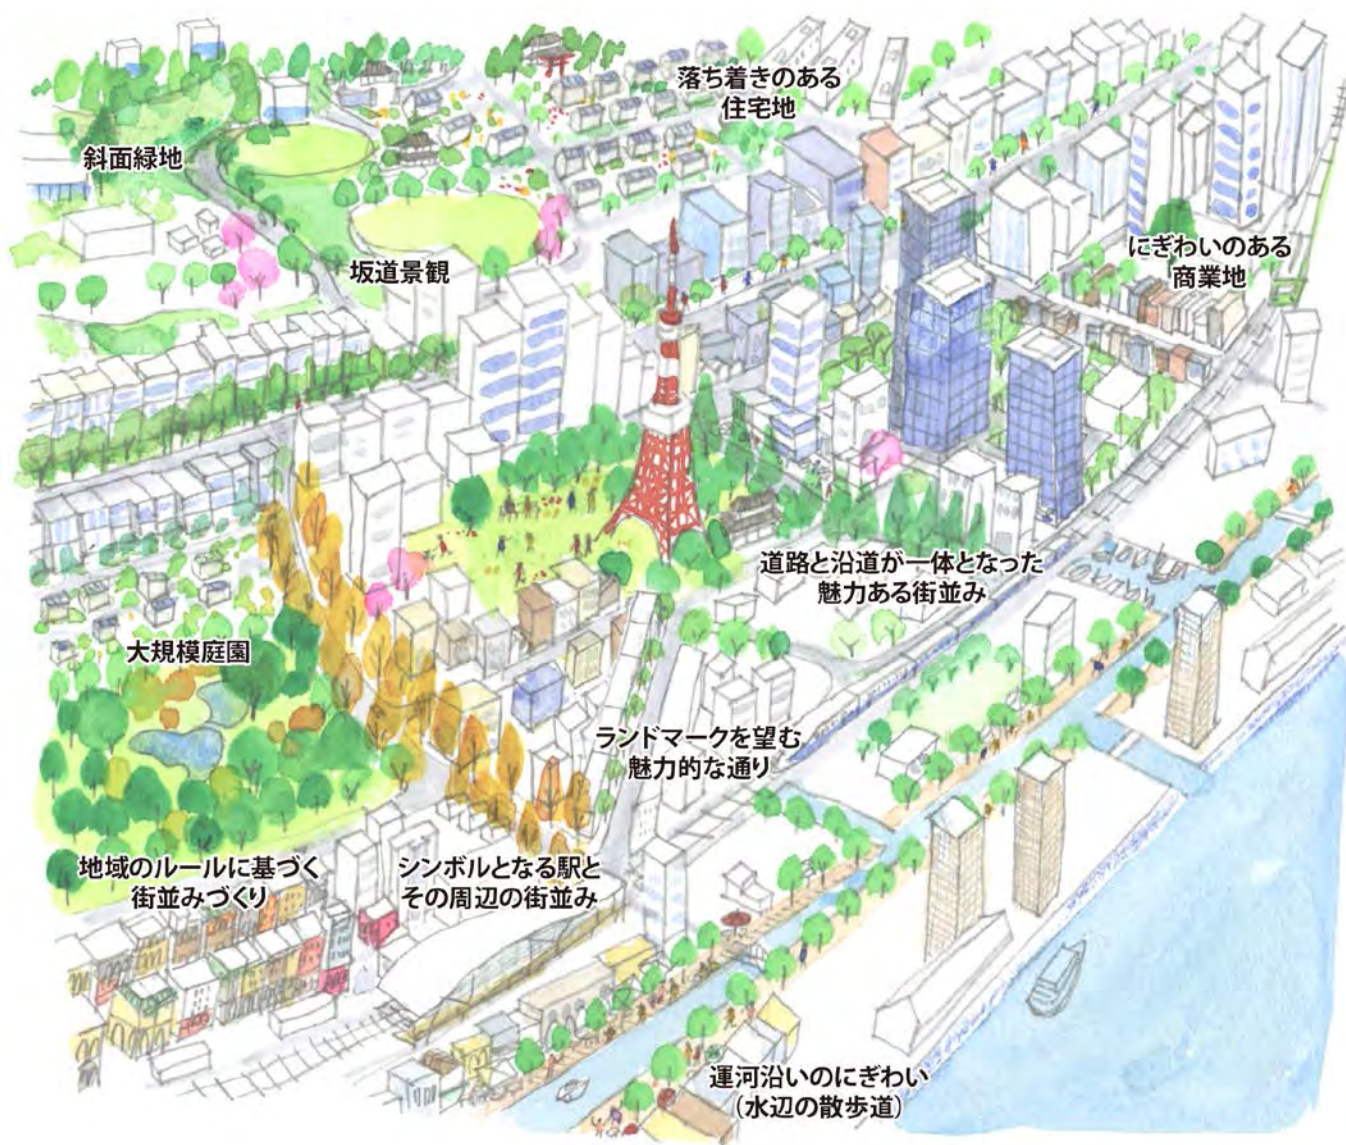 落ち着きのある
住宅地
斜面緑地
坂道景観
にぎわいのある
商業地
道路と沿道が一体となった
魅力ある街並み
大規模庭園
ランドマークを望む
魅力的な通り
地域のルールに基づく
街並みづくり
シンボルとなる駅と
その周辺の街並み
運河沿いのにぎわい
（水辺の散歩道）